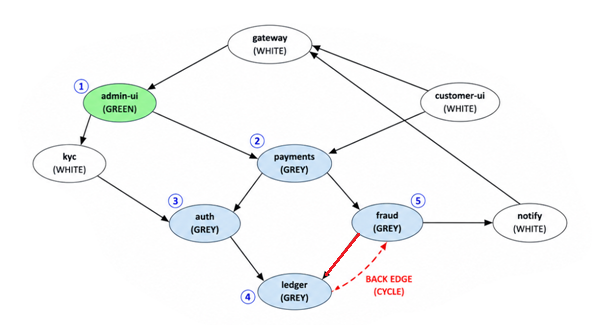 gateway
(WHITE)
1
admin-ui
(GREEN)
customer-ui
(WHITE)
2
kyc
(WHITE)
payments
(GREY)
3
5
auth
(GREY)
fraud
(GREY)
notify
(WHITE)
4
ledger
(GREY)
BACK EDGE
(CYCLE)